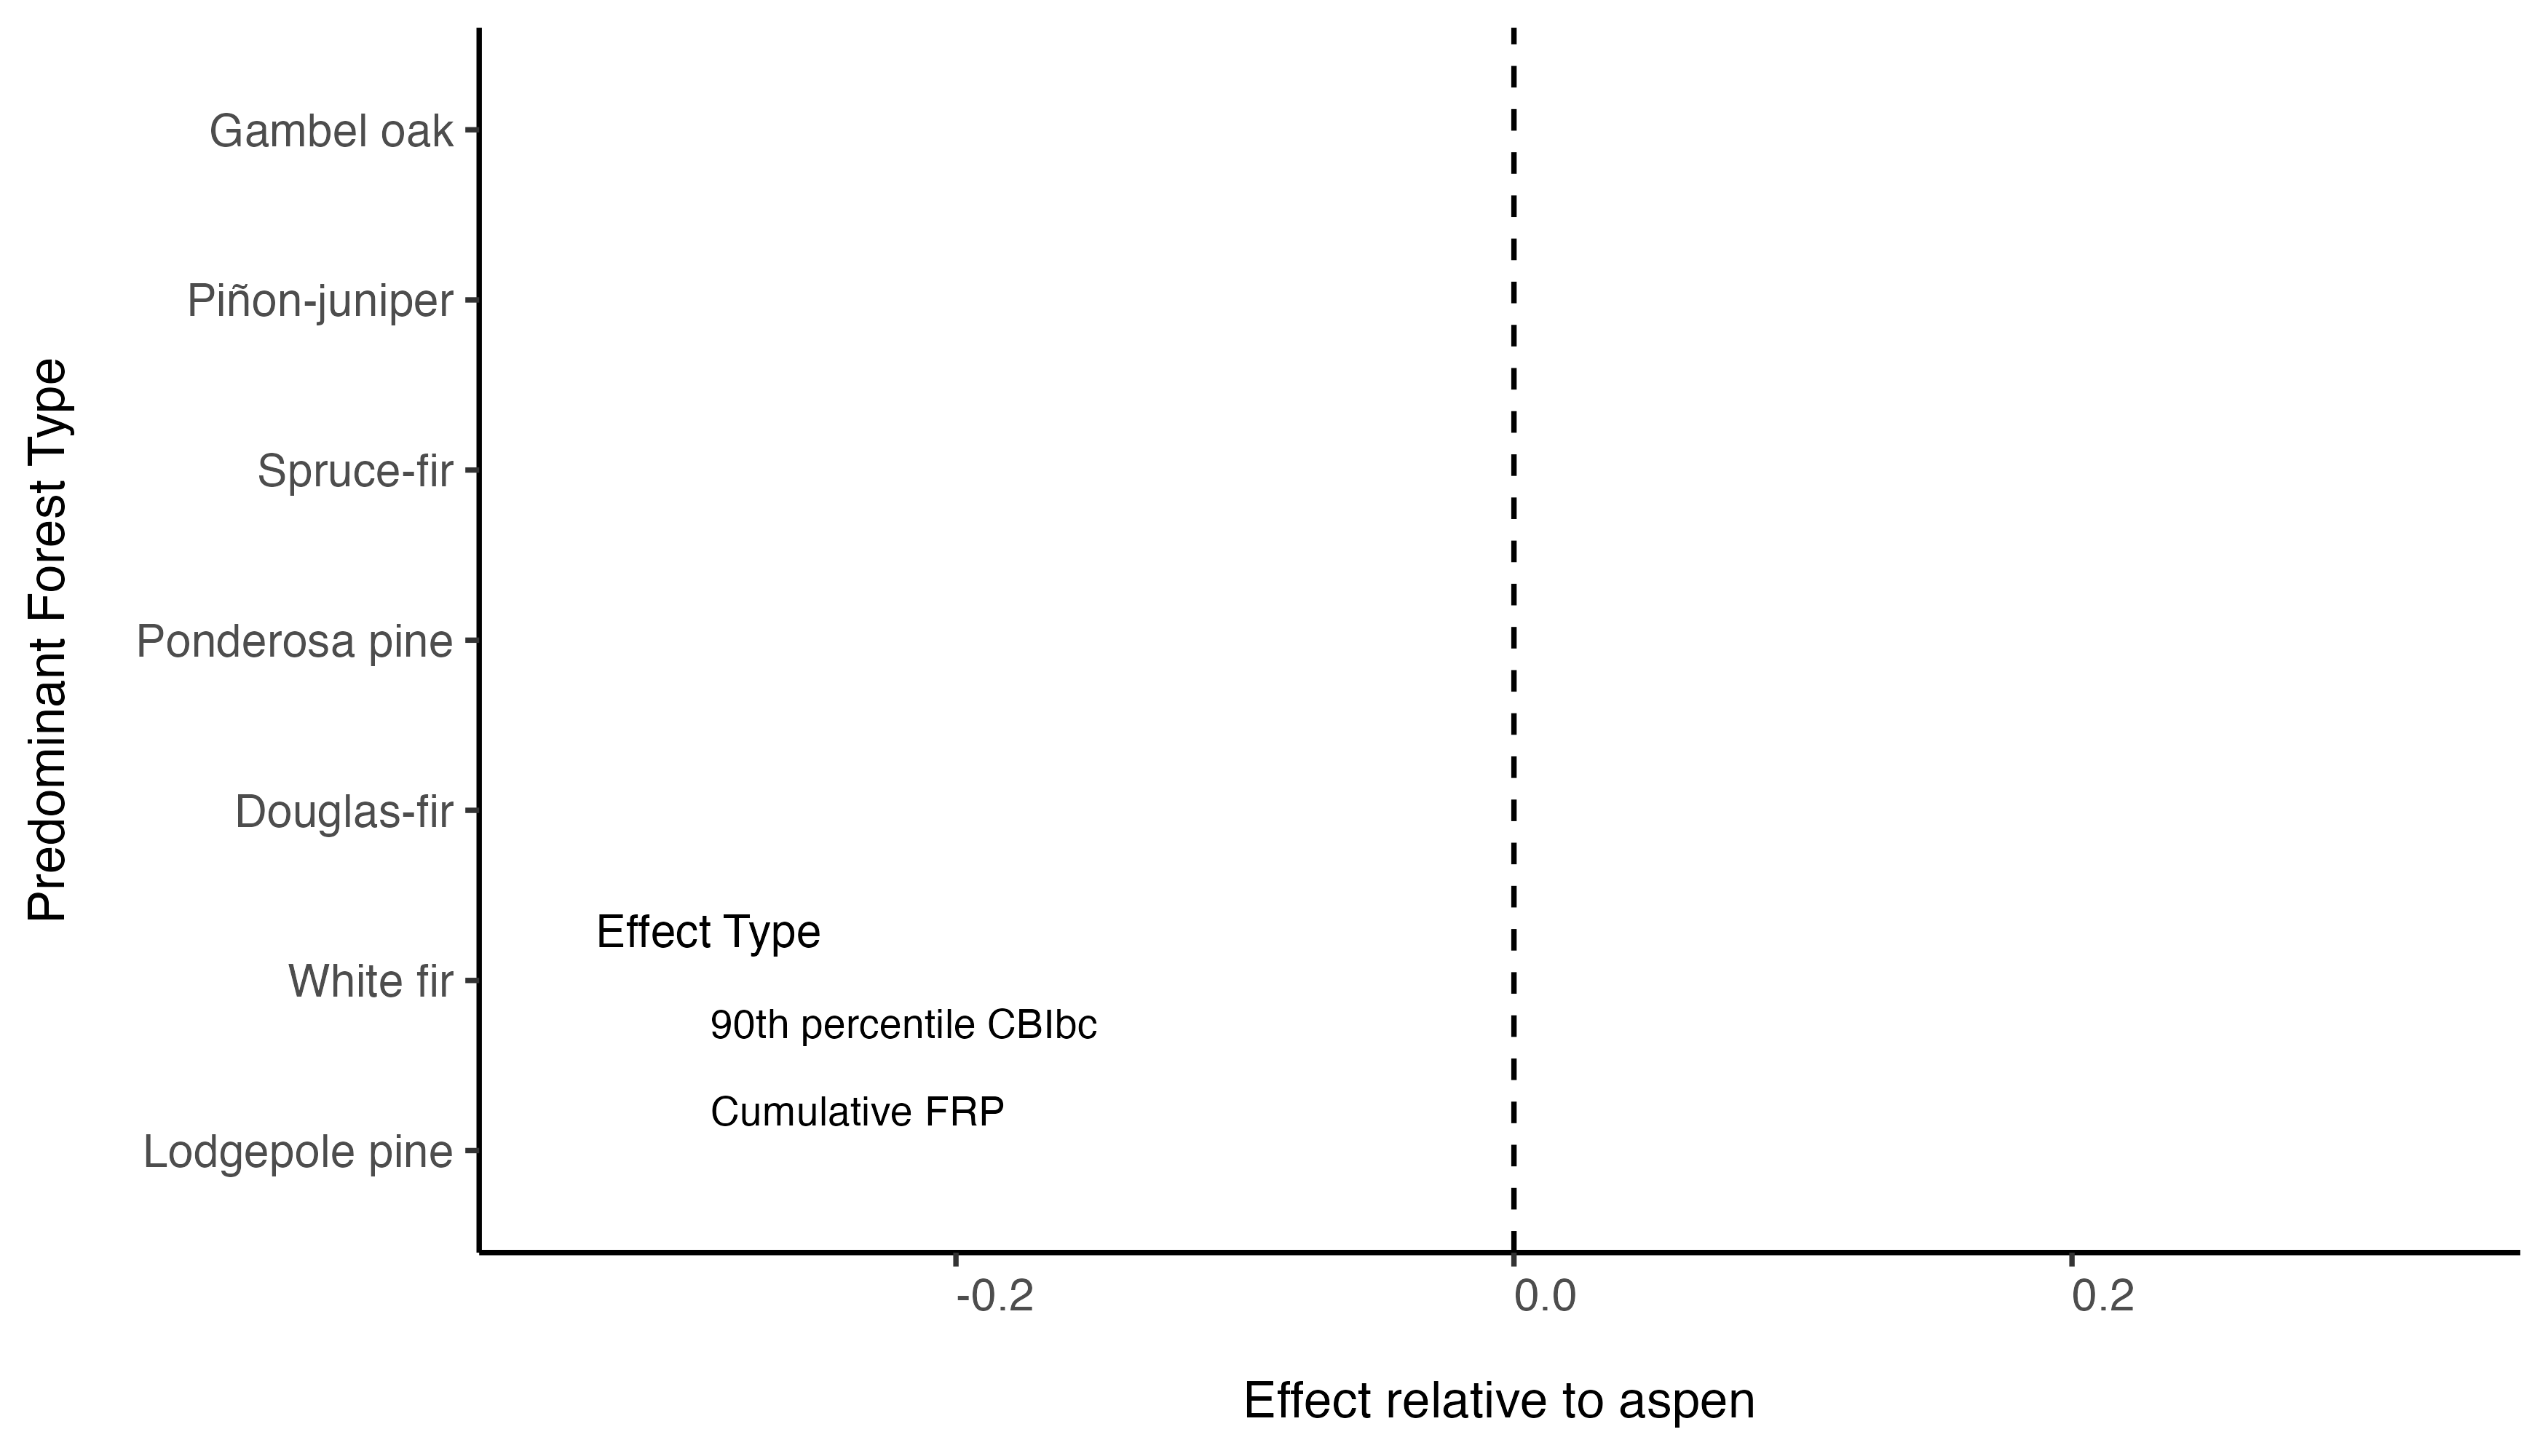 Predominant Forest Type
Gambel oak
Piñon-juniper
Spruce-fir
Ponderosa pine
Douglas-fir
White fir
Lodgepole pine
Effect Type
90th percentile CBIbc
Cumulative FRP
-0.2
0.0
0.2
Effect relative to aspen